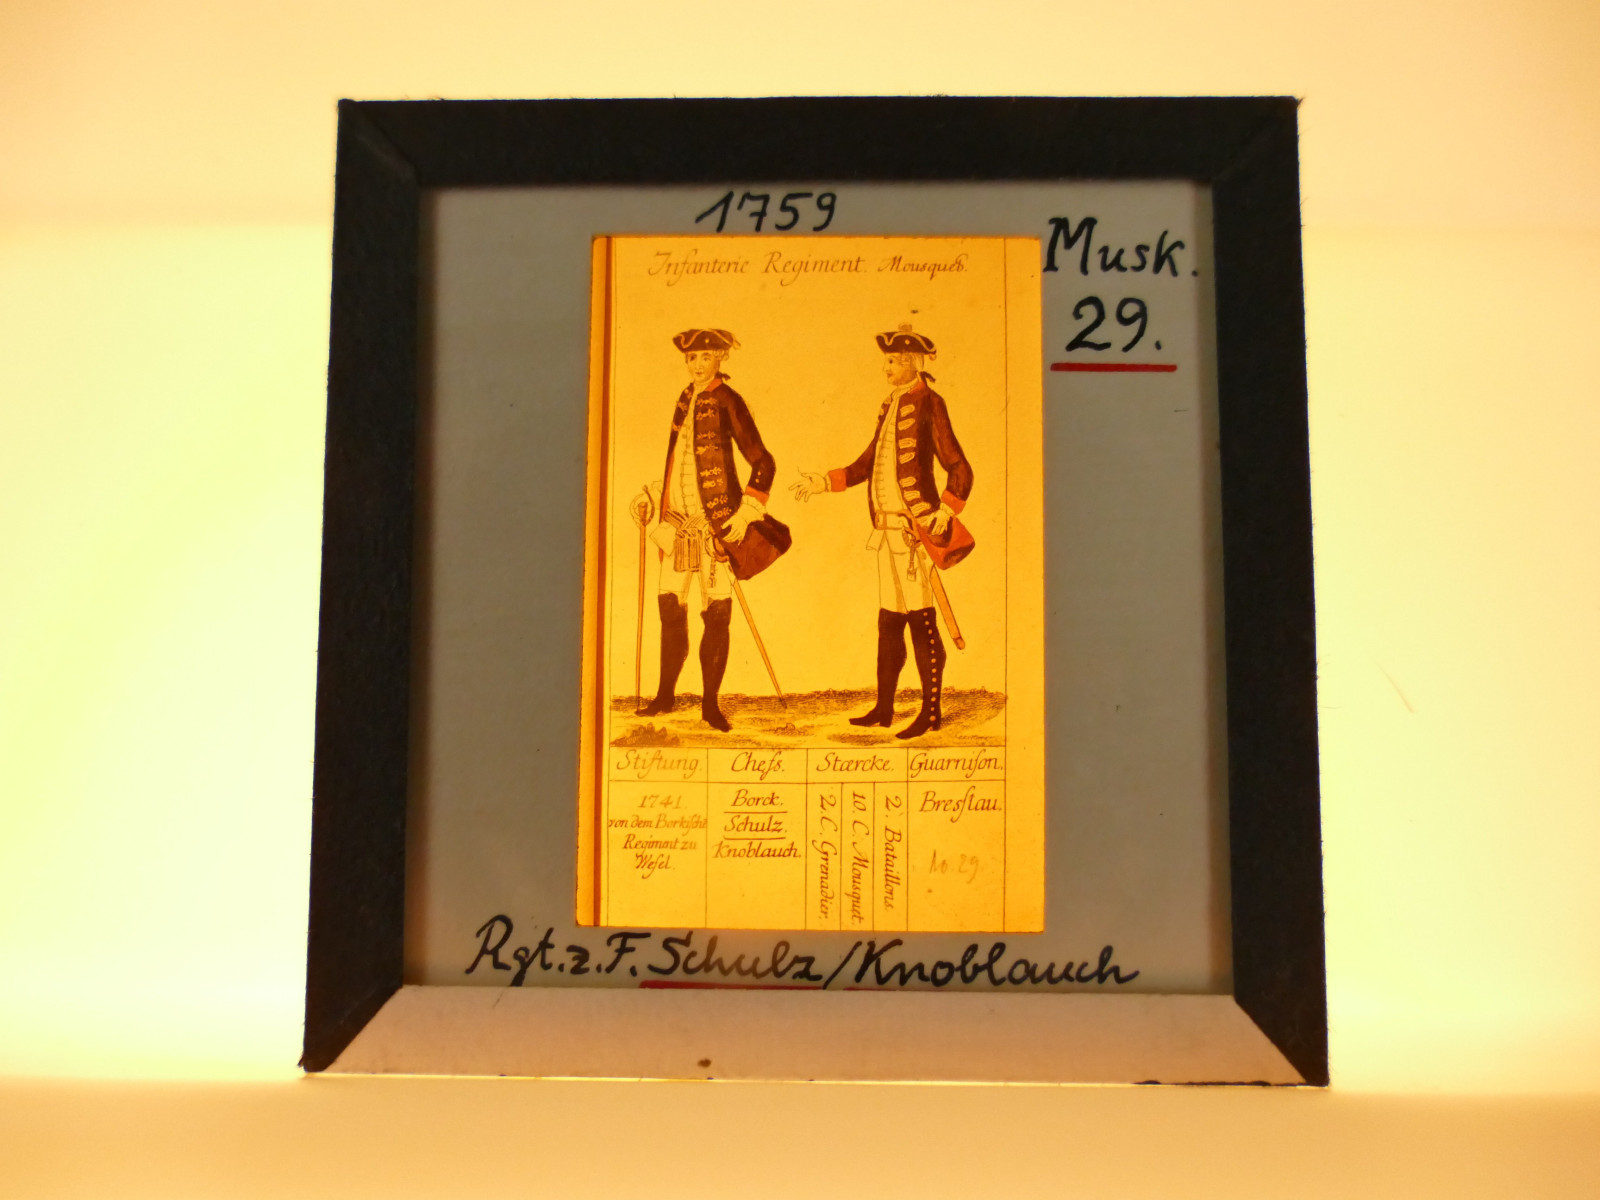 1759
Musk.
29.
Infanterie Regiment. Mousquet.
Stiftung. Chefs. Stærcke. Guarnison.
1741.
von dem Borkische
Regiment zu
Wesel.
Borck.
Schulz.
Knoblauch.
2. C. Grenadier.
10. C. Mousquet.
2. Bataillons.
Bresslau.
No. 29
Rgt. z. F. Schulz/Knoblauch